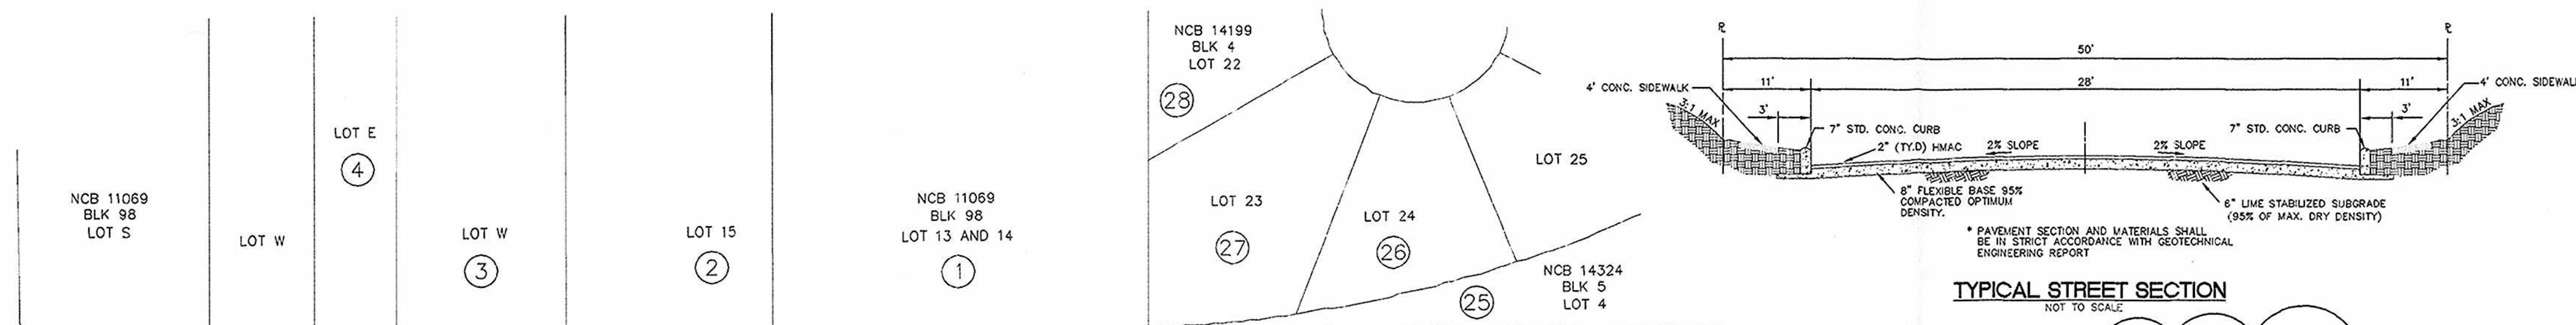 NCB 11069
BLK 98
LOT S
LOT W
LOT E
4
LOT W
3
LOT 15
2
NCB 11069
BLK 98
LOT 13 AND 14
1
NCB 14199
BLK 4
LOT 22
28
LOT 23
27
LOT 24
26
LOT 25
NCB 14324
BLK 5
LOT 4
25
50'
11'
28'
11'
4' CONC. SIDEWALK
4' CONC. SIDEWALK
3:1 MAX
3'
3'
3:1 MAX
7" STD. CONC. CURB
7" STD. CONC. CURB
2" (TY.D) HMAC
2% SLOPE
2% SLOPE
8" FLEXIBLE BASE 95%
COMPACTED OPTIMUM
DENSITY.
6" LIME STABILIZED SUBGRADE
(95% OF MAX. DRY DENSITY)
* PAVEMENT SECTION AND MATERIALS SHALL
BE IN STRICT ACCORDANCE WITH GEOTECHNICAL
ENGINEERING REPORT
TYPICAL STREET SECTION
NOT TO SCALE